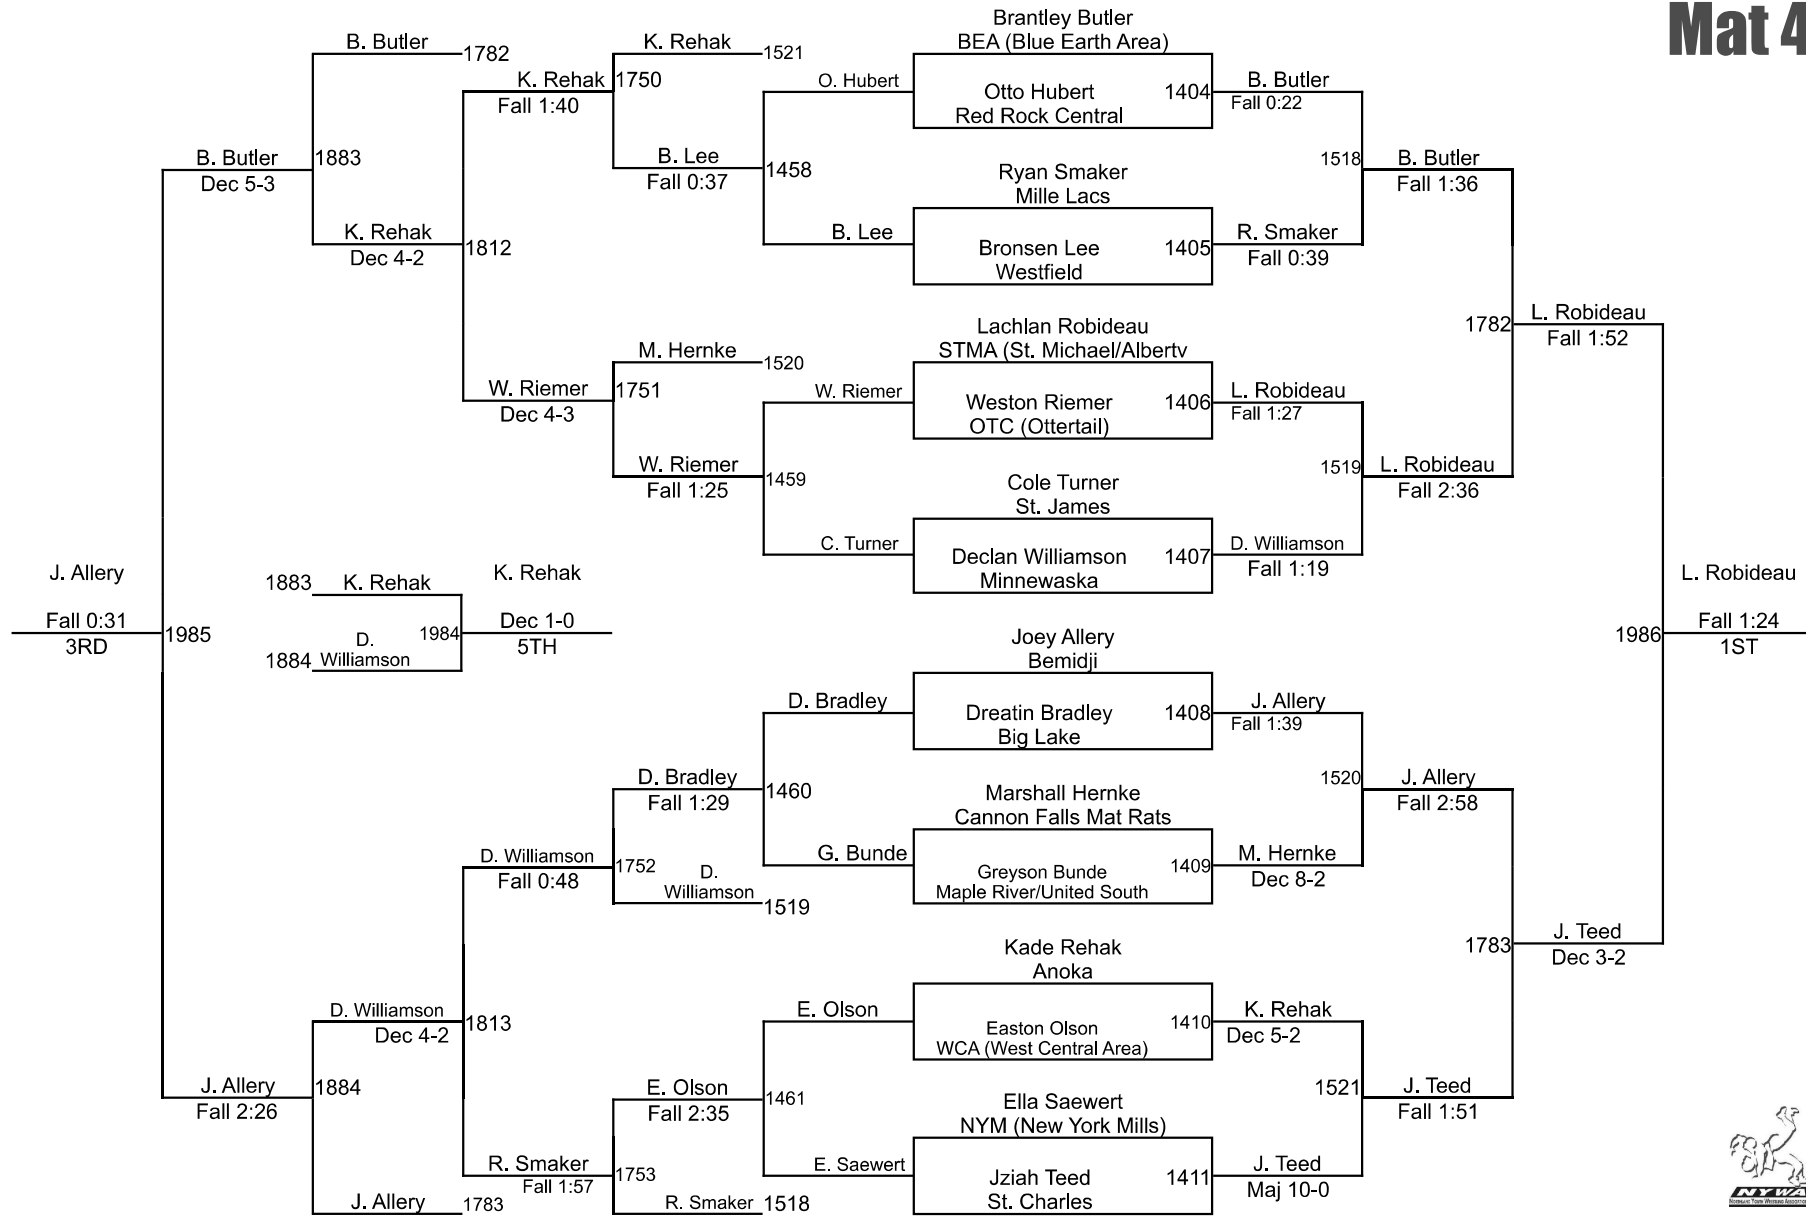 Mat 4
Brantley Butler
BEA (Blue Earth Area)
Otto Hubert
Red Rock Central
1404
Ryan Smaker
Mille Lacs
Bronsen Lee
Westfield
1405
Lachlan Robideau
STMA (St. Michael/Albertv
Weston Riemer
OTC (Ottertail)
1406
Cole Turner
St. James
Declan Williamson
Minnewaska
1407
Joey Allery
Bemidji
Dreatin Bradley
Big Lake
1408
Marshall Hernke
Cannon Falls Mat Rats
Greyson Bunde
Maple River/United South
1409
Kade Rehak
Anoka
Easton Olson
WCA (West Central Area)
1410
Ella Saewert
NYM (New York Mills)
Jziah Teed
St. Charles
1411
B. Butler
Fall 0:22
R. Smaker
Fall 0:39
L. Robideau
Fall 1:27
D. Williamson
Fall 1:19
J. Allery
Fall 1:39
M. Hernke
Dec 8-2
K. Rehak
Dec 5-2
J. Teed
Maj 10-0
1518
B. Butler
Fall 1:36
1519
L. Robideau
Fall 2:36
1520
J. Allery
Fall 2:58
1521
J. Teed
Fall 1:51
1782
L. Robideau
Fall 1:52
1783
J. Teed
Dec 3-2
1986
L. Robideau
Fall 1:24
1ST
O. Hubert
1458
B. Lee
W. Riemer
1459
C. Turner
D. Bradley
1460
G. Bunde
E. Olson
1461
E. Saewert
K. Rehak
1521
1750
B. Lee
Fall 0:37
M. Hernke
1520
1751
W. Riemer
Fall 1:25
D. Bradley
Fall 1:29
1752
D.
Williamson
1519
E. Olson
Fall 2:35
1753
R. Smaker
1518
K. Rehak
Fall 1:40
1812
W. Riemer
Dec 4-3
D. Williamson
Fall 0:48
1813
R. Smaker
Fall 1:57
B. Butler
1782
1883
K. Rehak
Dec 4-2
D. Williamson
Dec 4-2
1884
J. Allery
1783
B. Butler
Dec 5-3
1985
J. Allery
Fall 2:26
J. Allery
Fall 0:31
3RD
1883
K. Rehak
1884
D.
Williamson
1984
K. Rehak
Dec 1-0
5TH
NYWA